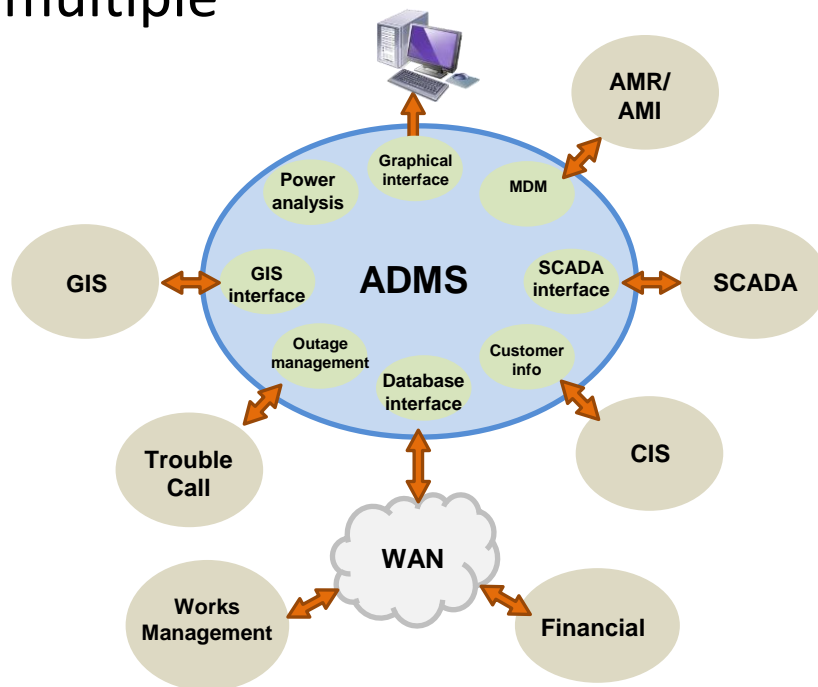 multiple
AMR/
AMI
Graphical
interface
Power
analysis
MDM
GIS
GIS
interface
ADMS
SCADA
interface
SCADA
Outage
management
Customer
info
Database
interface
Trouble
Call
CIS
WAN
Works
Management
Financial